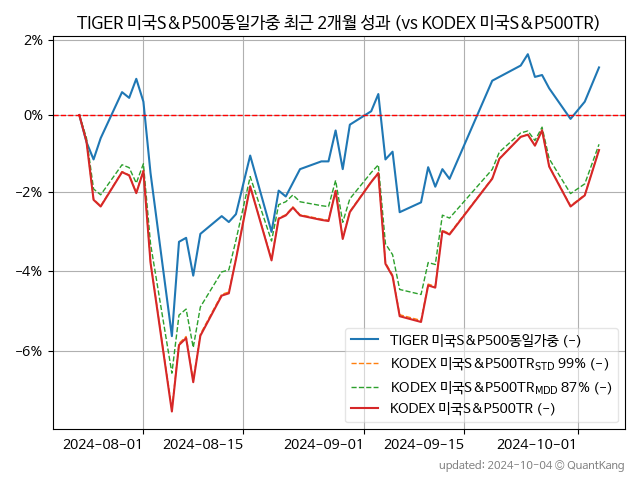 TIGER 미국S&P500동일가중 최근 2개월 성과 (vs KODEX 미국S&P500TR)
2%
0%
−2%
−4%
−6%
TIGER 미국S&P500동일가중 (-)
KODEX 미국S&P500TRSTD 99% (-)
KODEX 미국S&P500TRMDD 87% (-)
KODEX 미국S&P500TR (-)
2024-08-01 2024-08-15 2024-09-01 2024-09-15 2024-10-01
updated: 2024-10-04 © QuantKang